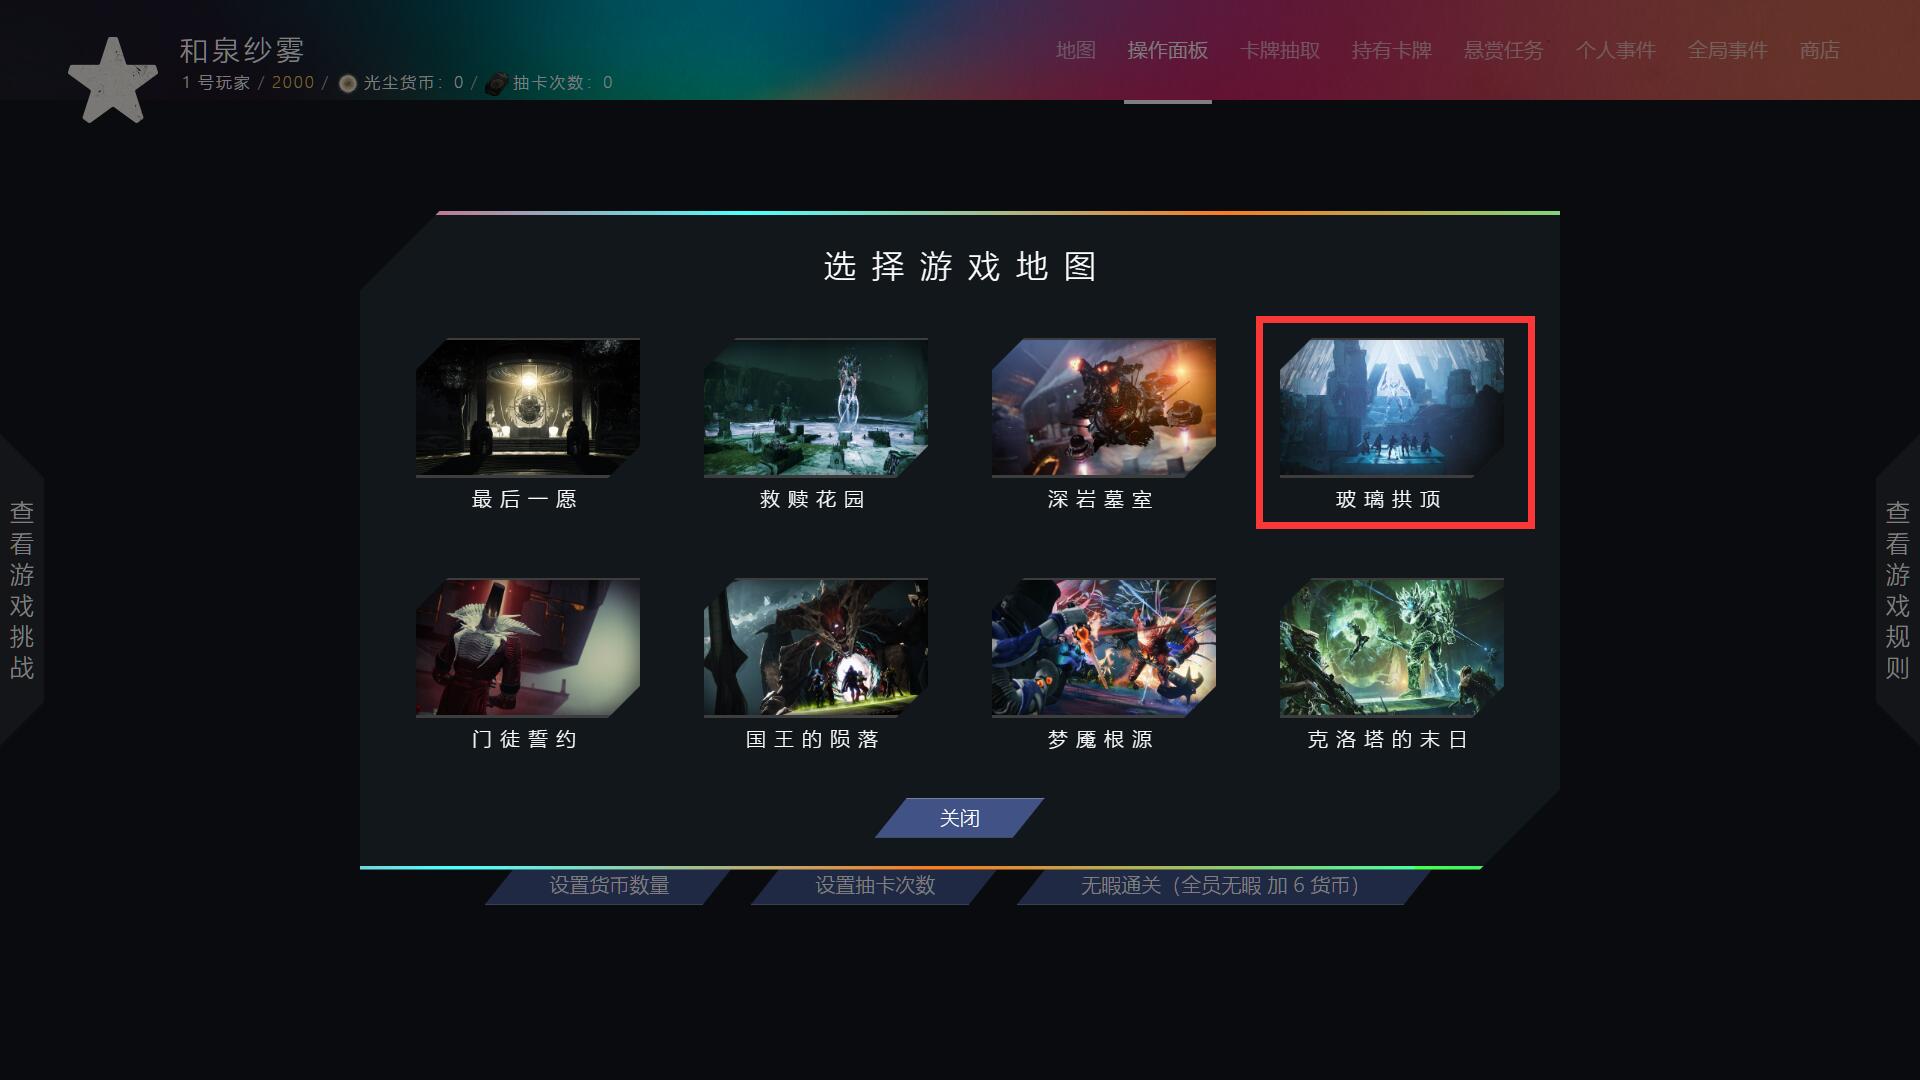 和泉纱雾
1 号玩家 / 2000 / 光尘货币：0 / 抽卡次数：0
地图 操作面板 卡牌抽取 持有卡牌 悬赏任务 个人事件 全局事件 商店
选择游戏地图
最后一愿 救赎花园 深岩墓室 玻璃拱顶
门徒誓约 国王的陨落 梦魇根源 克洛塔的末日
关闭
设置货币数量 设置抽卡次数 无暇通关（全员无暇 加 6 货币）
查看游戏挑战
查看游戏规则